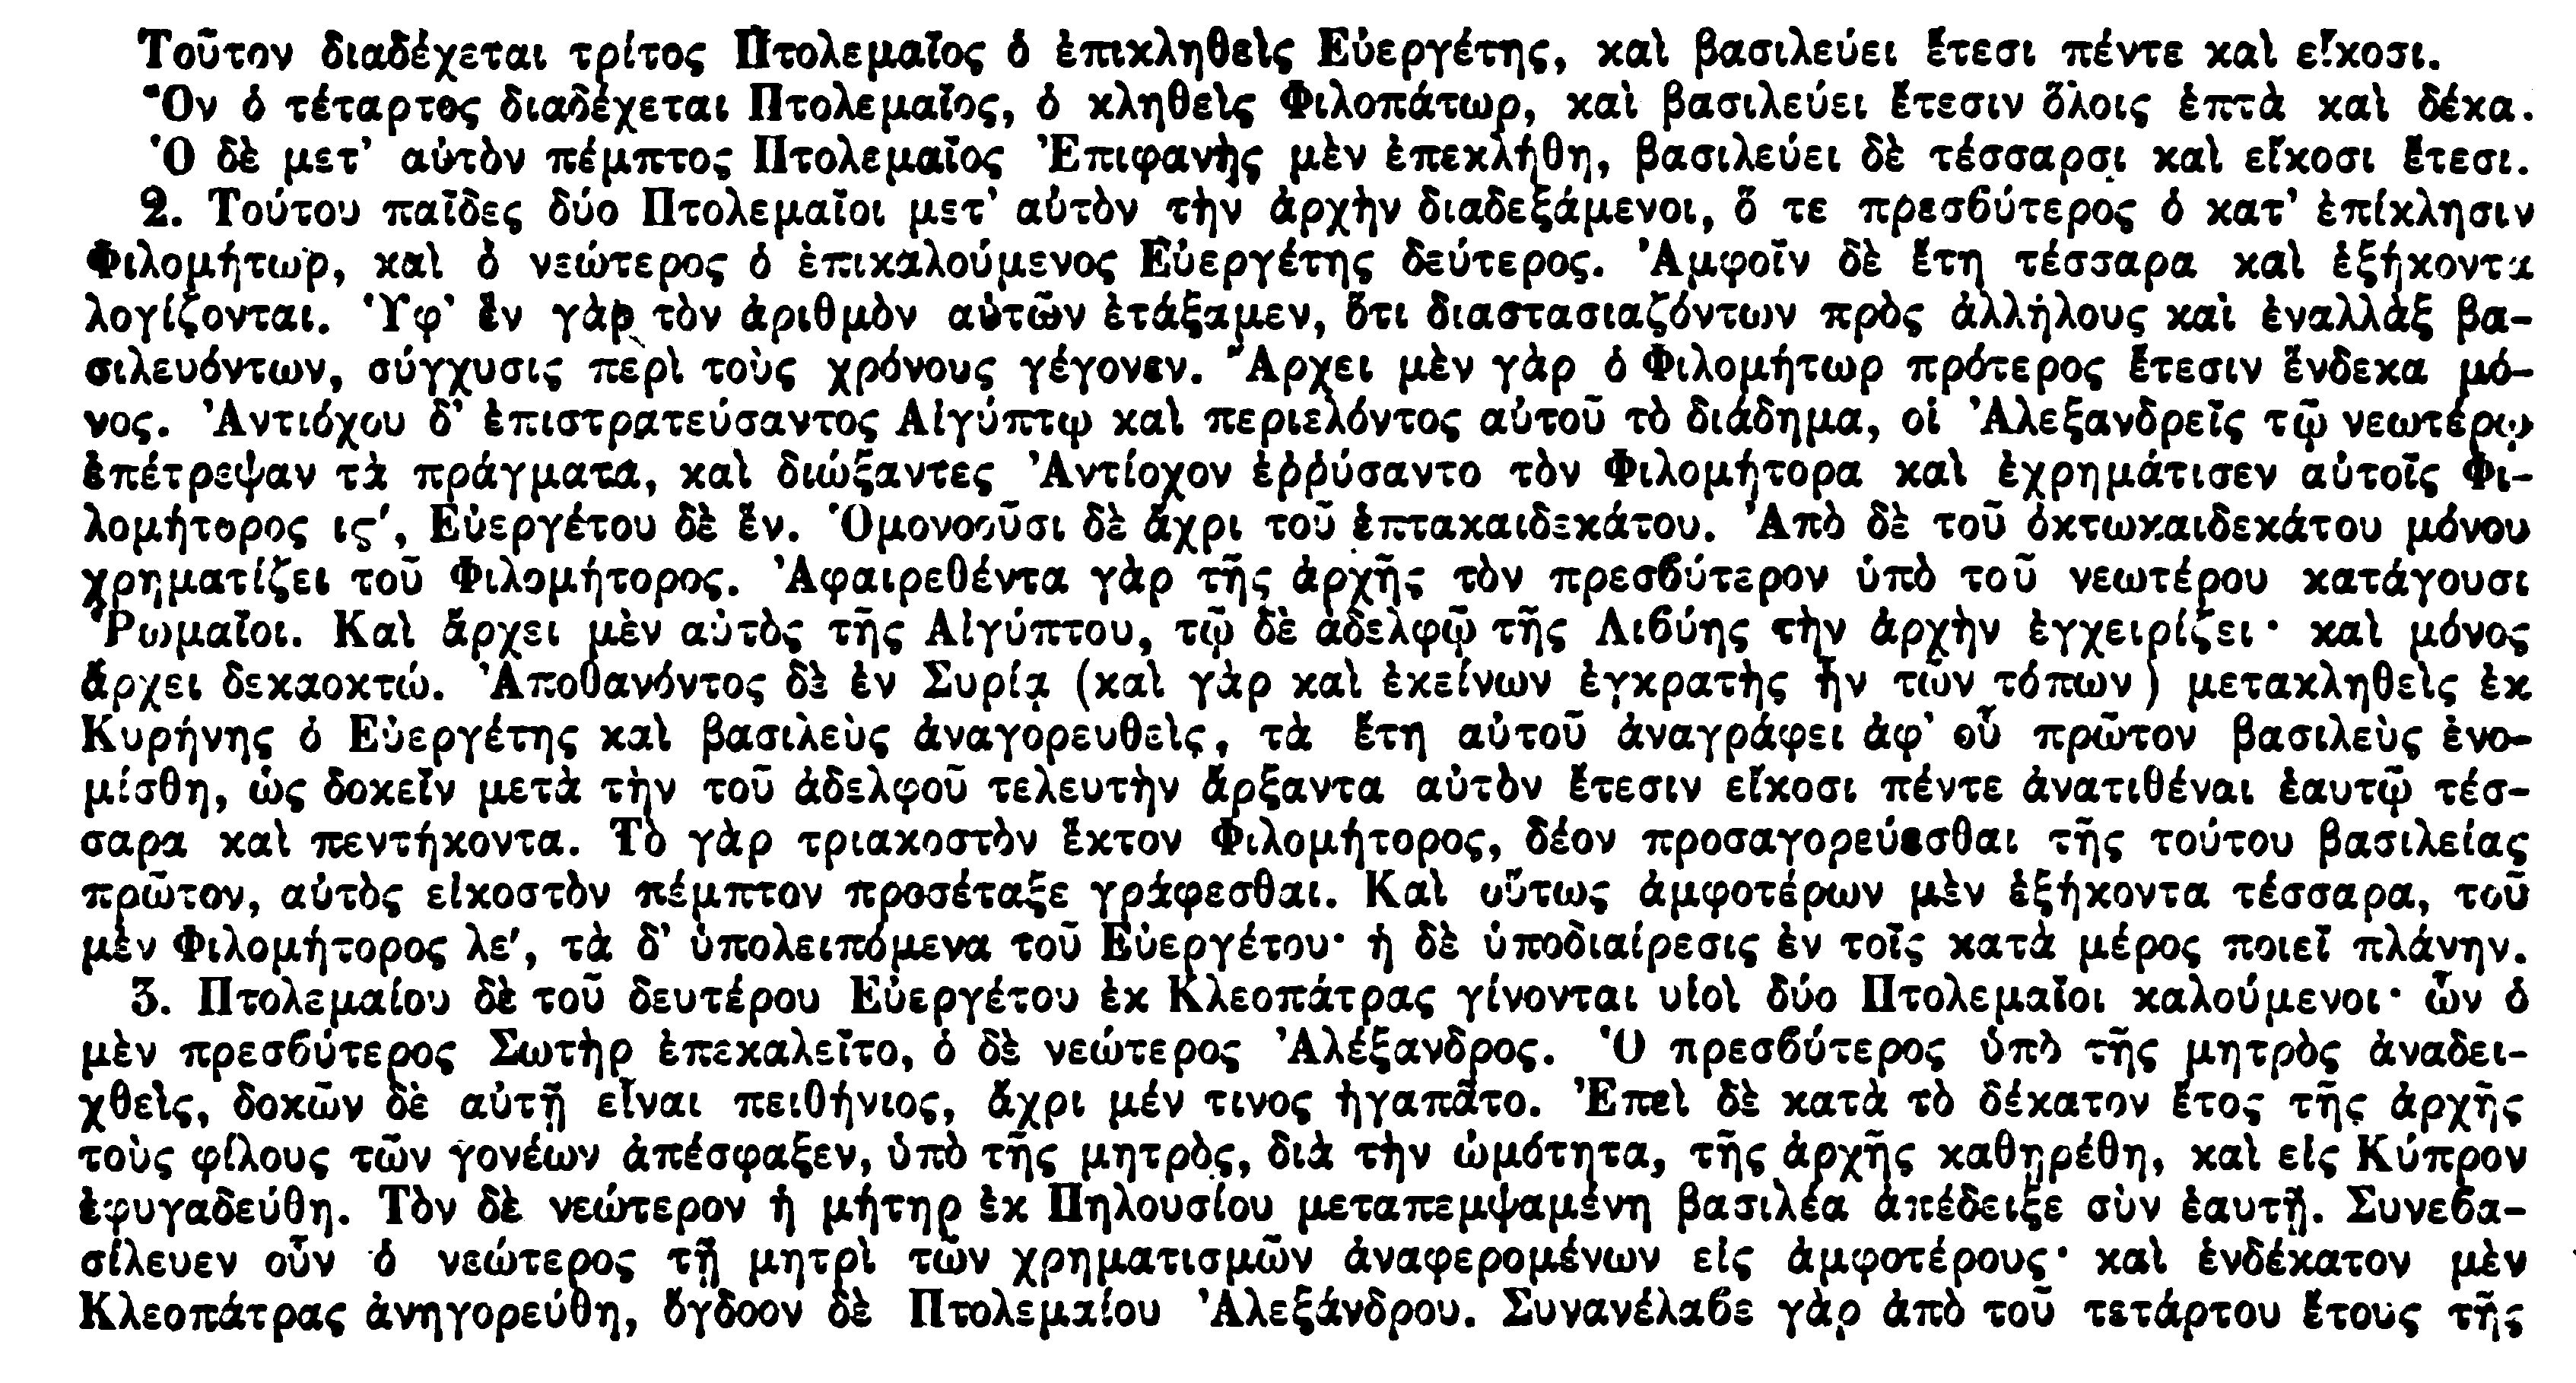 Τοῦτον διαδέχεται τρίτος Πτολεμαῖος ὁ ἐπικληθεὶς Εὐεργέτης, καὶ βασιλεύει ἔτεσι πέντε καὶ εἴκοσι.
Ὃν ὁ τέταρτος διαδέχεται Πτολεμαῖος, ὁ κληθεὶς Φιλοπάτωρ, καὶ βασιλεύει ἔτεσιν ὅλοις ἑπτὰ καὶ δέκα.
Ὁ δὲ μετ' αὐτὸν πέμπτος Πτολεμαῖος Ἐπιφανὴς μὲν ἐπεκλήθη, βασιλεύει δὲ τέσσαρσι καὶ εἴκοσι ἔτεσι.
2. Τούτου παῖδες δύο Πτολεμαῖοι μετ' αὐτὸν τὴν ἀρχὴν διαδεξάμενοι, ὅ τε πρεσβύτερος ὁ κατ' ἐπίκλησιν
Φιλομήτωρ, καὶ ὁ νεώτερος ὁ ἐπικαλούμενος Εὐεργέτης δεύτερος. Ἀμφοῖν δὲ ἔτη τέσσαρα καὶ ἑξήκοντα
λογίζονται. Ὑφ' ἓν γὰρ τὸν ἀριθμὸν αὐτῶν ἐτάξαμεν, ὅτι διαστασιαζόντων πρὸς ἀλλήλους καὶ ἐναλλὰξ βα-
σιλευόντων, σύγχυσις περὶ τοὺς χρόνους γέγονεν. Ἄρχει μὲν γὰρ ὁ Φιλομήτωρ πρότερος ἔτεσιν ἕνδεκα μό-
νος. Ἀντιόχου δ' ἐπιστρατεύσαντος Αἰγύπτῳ καὶ περιελόντος αὐτοῦ τὸ διάδημα, οἱ Ἀλεξανδρεῖς τῷ νεωτέρῳ
ἐπέτρεψαν τὰ πράγματα, καὶ διώξαντες Ἀντίοχον ἐῤῥύσαντο τὸν Φιλομήτορα καὶ ἐχρημάτισεν αὐτοῖς Φι-
λομήτορος ις', Εὐεργέτου δὲ ἕν. Ὁμονοοῦσι δὲ ἄχρι τοῦ ἑπτακαιδεκάτου. Ἀπὸ δὲ τοῦ ὀκτωκαιδεκάτου μόνου
χρηματίζει τοῦ Φιλομήτορος. Ἀφαιρεθέντα γὰρ τῆς ἀρχῆς τὸν πρεσβύτερον ὑπὸ τοῦ νεωτέρου κατάγουσι
Ῥωμαῖοι. Καὶ ἄρχει μὲν αὐτὸς τῆς Αἰγύπτου, τῷ δὲ ἀδελφῷ τῆς Λιβύης τὴν ἀρχὴν ἐγχειρίζει· καὶ μόνος
ἄρχει δεκαοκτώ. Ἀποθανόντος δὲ ἐν Συρίᾳ (καὶ γὰρ καὶ ἐκείνων ἐγκρατὴς ἦν τῶν τόπων) μετακληθεὶς ἐκ
Κυρήνης ὁ Εὐεργέτης καὶ βασιλεὺς ἀναγορευθεὶς, τὰ ἔτη αὐτοῦ ἀναγράφει ἀφ' οὗ πρῶτον βασιλεὺς ἐνο-
μίσθη, ὡς δοκεῖν μετὰ τὴν τοῦ ἀδελφοῦ τελευτὴν ἄρξαντα αὐτὸν ἔτεσιν εἴκοσι πέντε ἀνατιθέναι ἑαυτῷ τέσ-
σαρα καὶ πεντήκοντα. Τὸ γὰρ τριακοστὸν ἕκτον Φιλομήτορος, δέον προσαγορεύεσθαι τῆς τούτου βασιλείας
πρῶτον, αὐτὸς εἰκοστὸν πέμπτον προσέταξε γράφεσθαι. Καὶ οὕτως ἀμφοτέρων μὲν ἑξήκοντα τέσσαρα, τοῦ
μὲν Φιλομήτορος λε', τὰ δ' ὑπολειπόμενα τοῦ Εὐεργέτου· ἡ δὲ ὑποδιαίρεσις ἐν τοῖς κατὰ μέρος ποιεῖ πλάνην.
3. Πτολεμαίου δὲ τοῦ δευτέρου Εὐεργέτου ἐκ Κλεοπάτρας γίνονται υἱοὶ δύο Πτολεμαῖοι καλούμενοι· ὧν ὁ
μὲν πρεσβύτερος Σωτὴρ ἐπεκαλεῖτο, ὁ δὲ νεώτερος Ἀλέξανδρος. Ὁ πρεσβύτερος ὑπὸ τῆς μητρὸς ἀναδει-
χθεὶς, δοκῶν δὲ αὐτῇ εἶναι πειθήνιος, ἄχρι μέν τινος ἠγαπᾶτο. Ἐπεὶ δὲ κατὰ τὸ δέκατον ἔτος τῆς ἀρχῆς
τοὺς φίλους τῶν γονέων ἀπέσφαξεν, ὑπὸ τῆς μητρὸς, διὰ τὴν ὠμότητα, τῆς ἀρχῆς καθῃρέθη, καὶ εἰς Κύπρον
ἐφυγαδεύθη. Τὸν δὲ νεώτερον ἡ μήτηρ ἐκ Πηλουσίου μεταπεμψαμένη βασιλέα ἀπέδειξε σὺν ἑαυτῇ. Συνεβα-
σίλευεν οὖν ὁ νεώτερος τῇ μητρὶ τῶν χρηματισμῶν ἀναφερομένων εἰς ἀμφοτέρους· καὶ ἑνδέκατον μὲν
Κλεοπάτρας ἀνηγορεύθη, ὄγδοον δὲ Πτολεμαίου Ἀλεξάνδρου. Συνανέλαβε γὰρ ἀπὸ τοῦ τετάρτου ἔτους τῆς